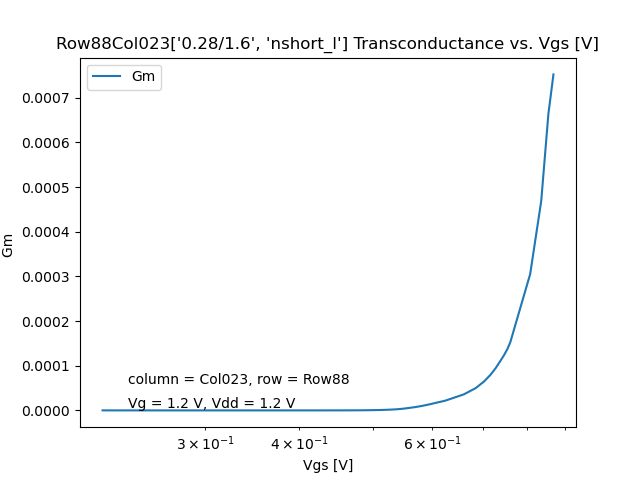 Row88Col023['0.28/1.6', 'nshort_l'] Transconductance vs. Vgs [V]
Gm
0.0007
0.0006
0.0005
0.0004
0.0003
0.0002
0.0001
0.0000
Gm
column = Col023, row = Row88
Vg = 1.2 V, Vdd = 1.2 V
3 × 10⁻¹ 4 × 10⁻¹ 6 × 10⁻¹
Vgs [V]